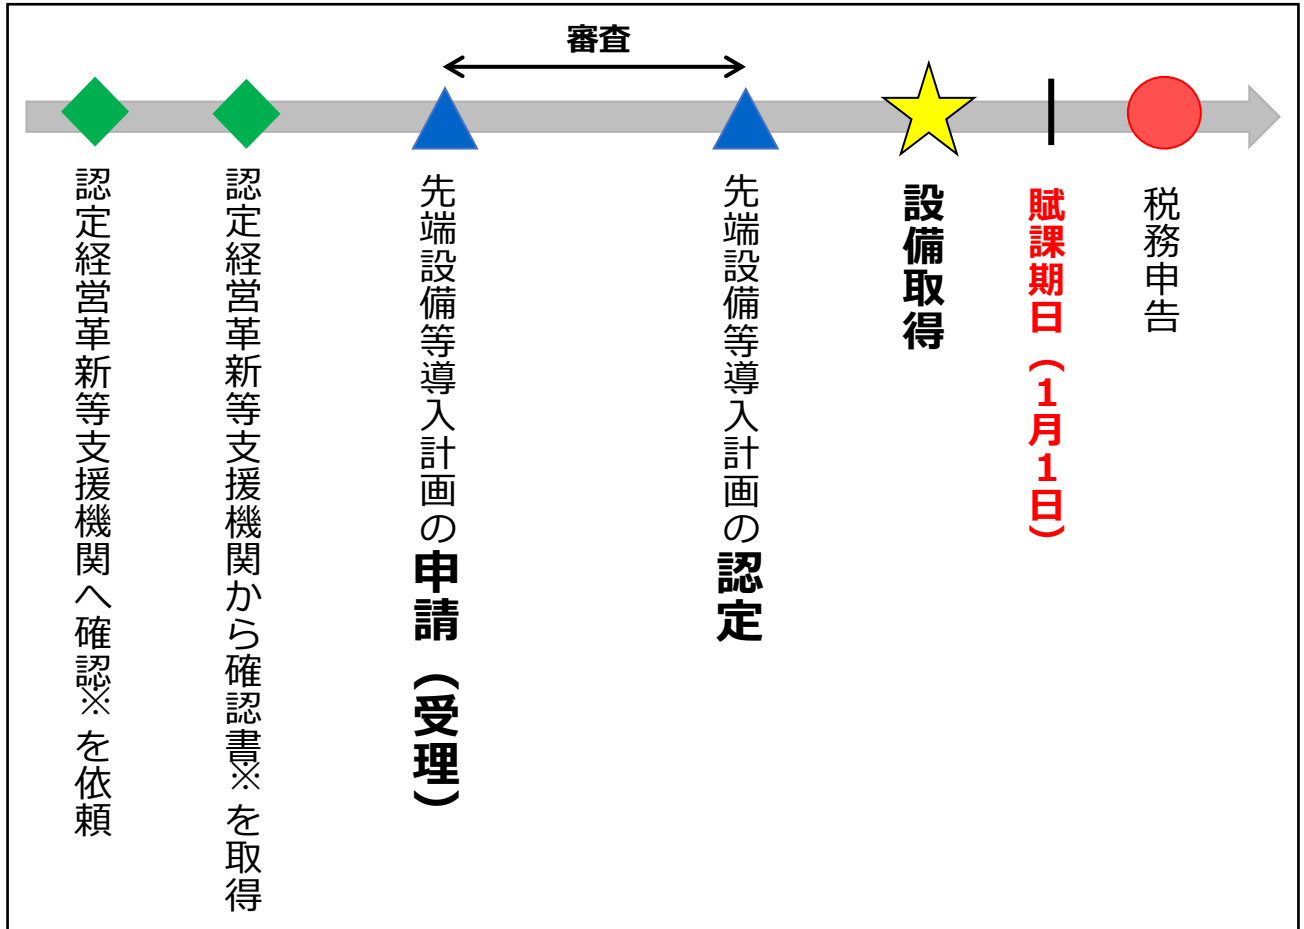 審査
認定経営革新等支援機関へ確認※を依頼
認定経営革新等支援機関から確認書※を取得
先端設備等導入計画の申請（受理）
先端設備等導入計画の認定
設備取得
賦課期日（１月１日）
税務申告